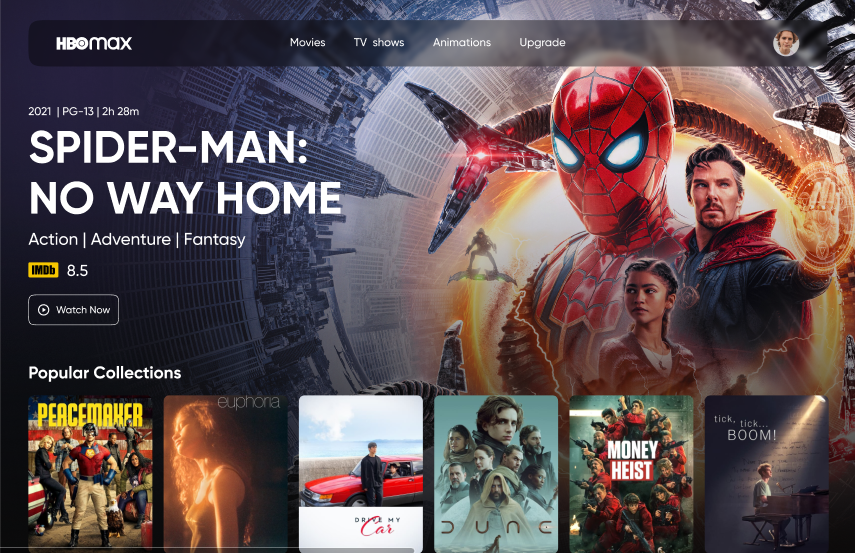 HBOmax
Movies
TV shows
Animations
Upgrade
2021 | PG-13 | 2h 28m
SPIDER-MAN:
NO WAY HOME
Action | Adventure | Fantasy
IMDb 8.5
Watch Now
Popular Collections
PEACEMAKER
euphoria
DRIVE MY
Car
DUNE
MONEY
HEIST
tick, tick...
BOOM!